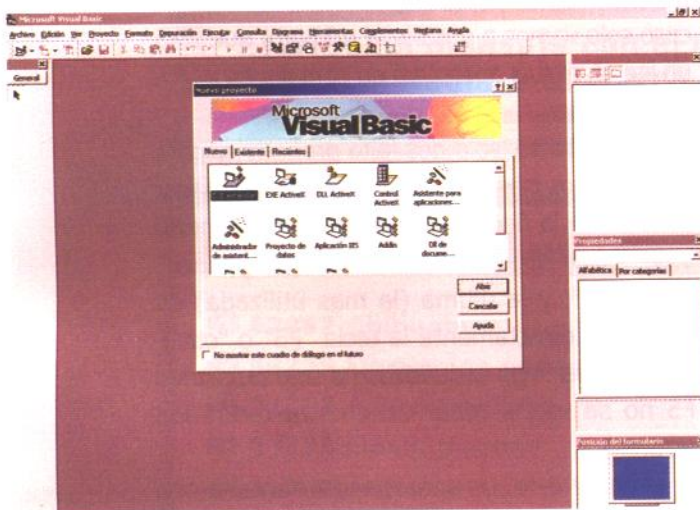 Microsoft Visual Basic
Archivo Edición Ver Proyecto Formato Depuración Ejecutar Consulta Diagrama Herramientas Complementos Ventana Ayuda
General
Nuevo proyecto
Microsoft
Visual Basic
Nuevo Existente Recientes
EXE ActiveX DLL ActiveX Control ActiveX Asistente para aplicaciones...
Administrador de asistent... Proyecto de datos Aplicación IIS Addin Dll de docume...
Abrir
Cancelar
Ayuda
No mostrar este cuadro de diálogo en el futuro
Propiedades
Alfabética Por categorías
Posición del formulario